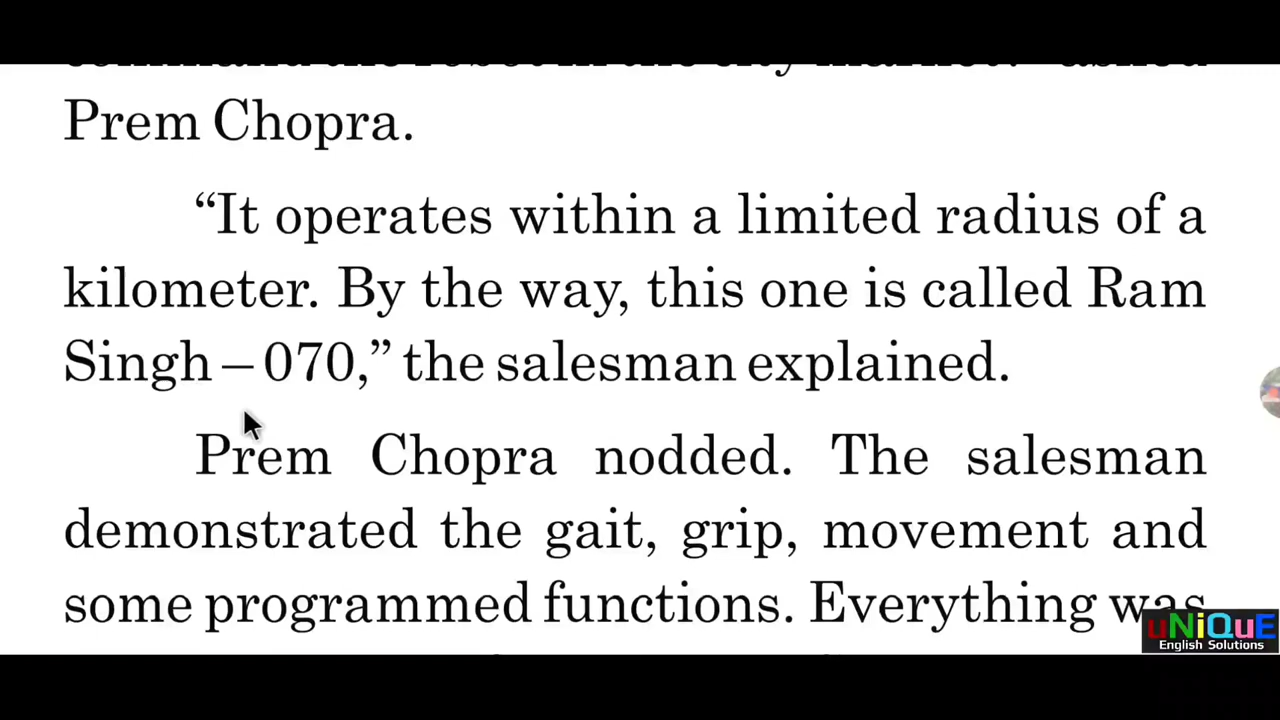 Prem Chopra.
“It operates within a limited radius of a
kilometer. By the way, this one is called Ram
Singh – 070,” the salesman explained.
Prem Chopra nodded. The salesman
demonstrated the gait, grip, movement and
some programmed functions. Everything was
uNiQuE
English Solutions